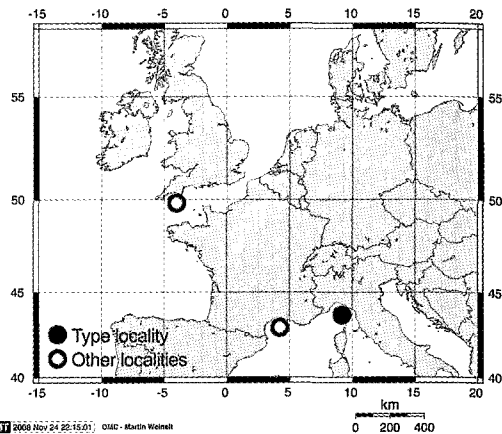 -15 -10 -5 0 5 10 15 20
55 55
50 50
45 45
40 40
Type locality
Other localities
-15 -10 -5 0 5 10 15 20
km
0 200 400
2008 Nov 24 22:15:01 OMC - Martin Weinelt